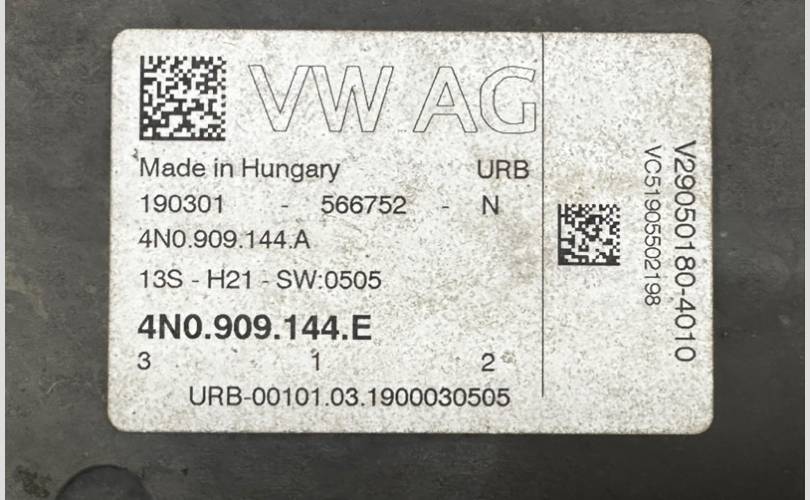 VW AG
Made in Hungary URB
190301 - 566752 - N
4N0.909.144.A
13S - H21 - SW:0505
4N0.909.144.E
3 1 2
URB-00101.03.1900030505
V29050180-4010
VC51905502198